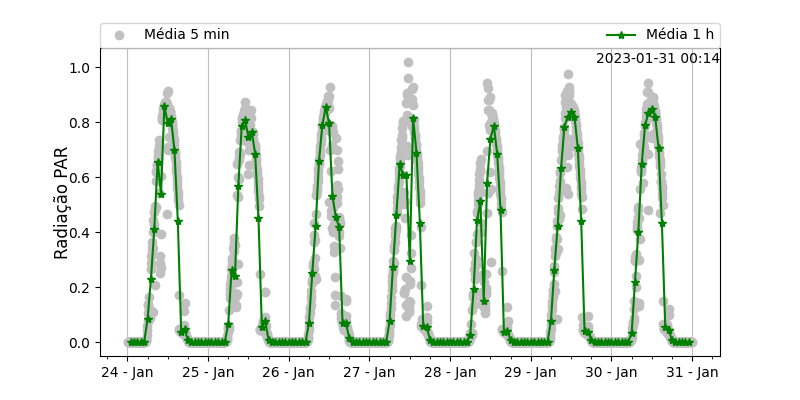 Média 5 min
Média 1 h
2023-01-31 00:14
Radiação PAR
1.0
0.8
0.6
0.4
0.2
0.0
24 - Jan
25 - Jan
26 - Jan
27 - Jan
28 - Jan
29 - Jan
30 - Jan
31 - Jan